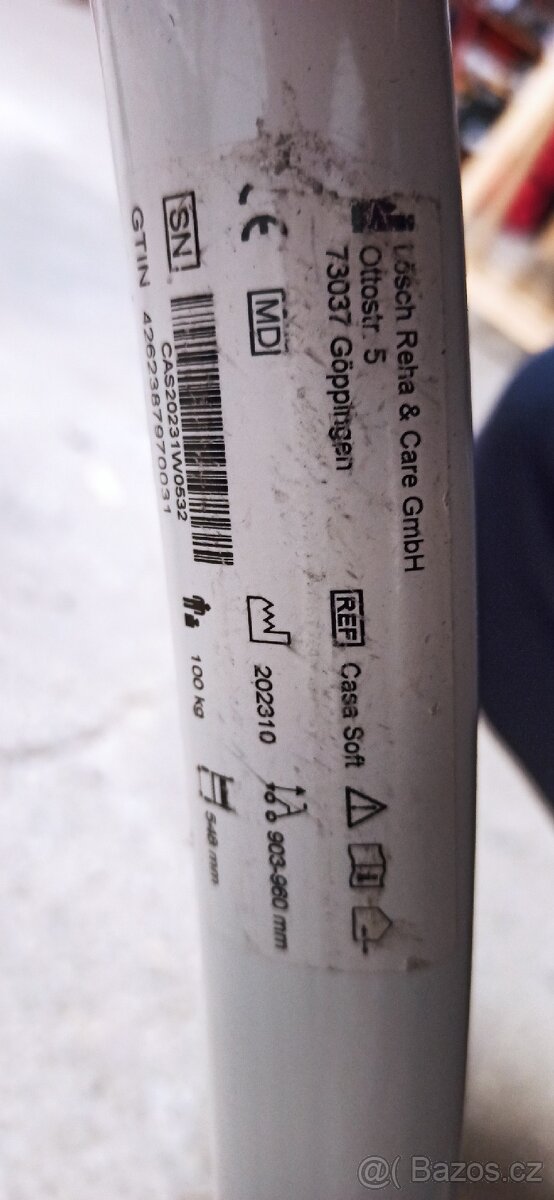 Lösch Reha & Care GmbH
Ottostr. 5
73037 Göppingen
REF Casa Soft
CE MD
202310
903-960 mm
SN
CAS20231W0532
100 kg
548 mm
GTIN 4262387970031
@( Bazos.cz